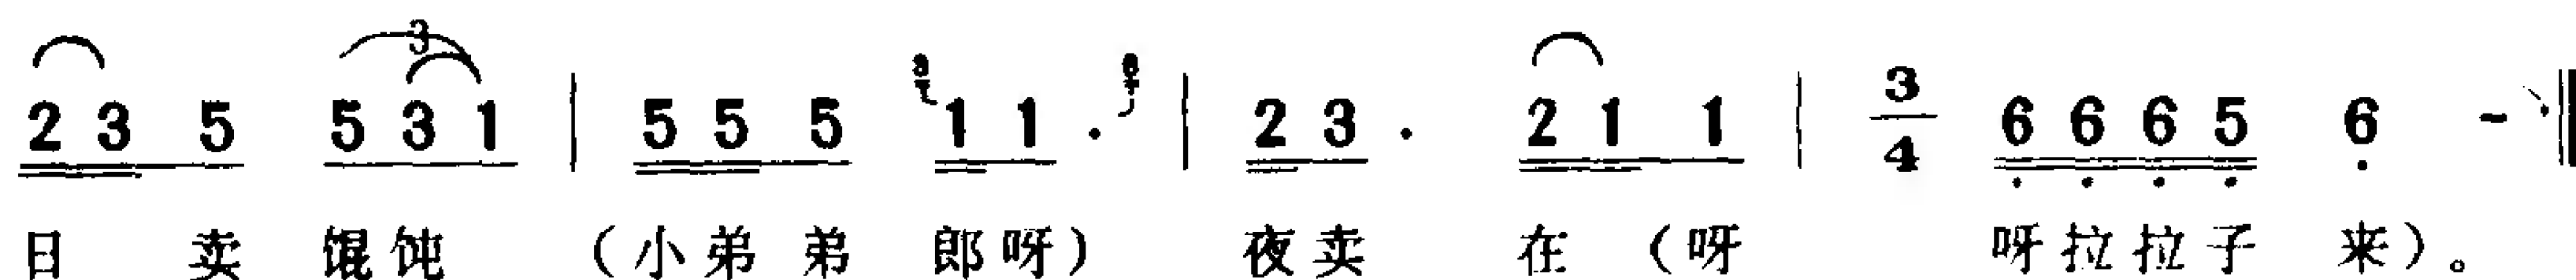 2 3 5 5 3 1 | 5 5 5 1 1 · | 2 3 · 2 1 1 | 3/4 6 6 6 5 6 - ‖
日 卖 馄饨 （小弟弟 郎呀） 夜卖 在（呀 呀拉拉子 来）。